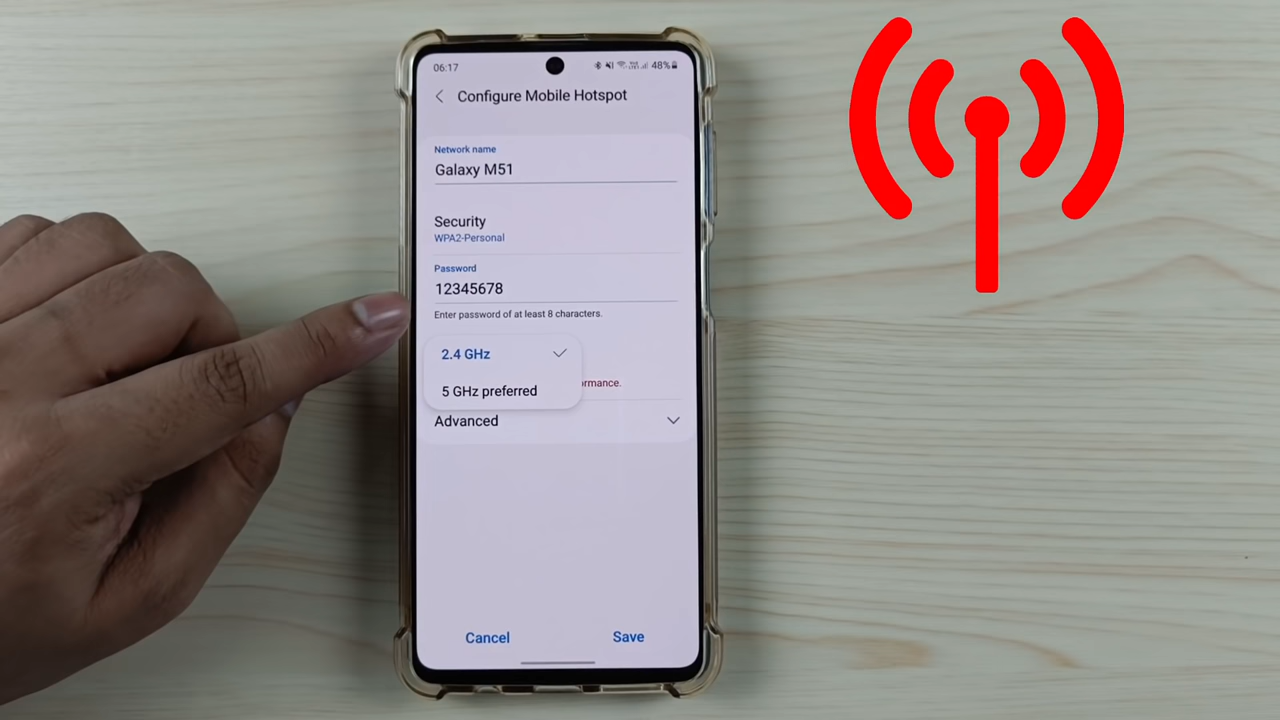 06:17
48%
Configure Mobile Hotspot
Network name
Galaxy M51
Security
WPA2-Personal
Password
12345678
Enter password of at least 8 characters.
2.4 GHz
ormance.
5 GHz preferred
Advanced
Cancel
Save